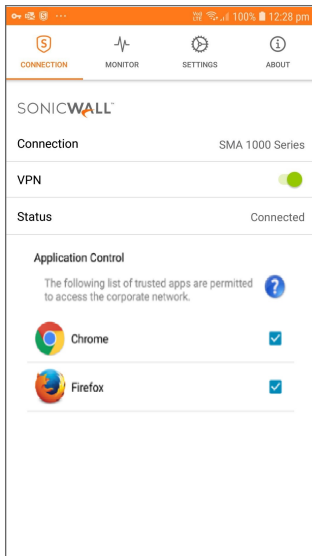 100% 12:28 pm
CONNECTION MONITOR SETTINGS ABOUT
SONICWALL™
Connection SMA 1000 Series
VPN
Status Connected
Application Control
The following list of trusted apps are permitted
to access the corporate network.
Chrome
Firefox